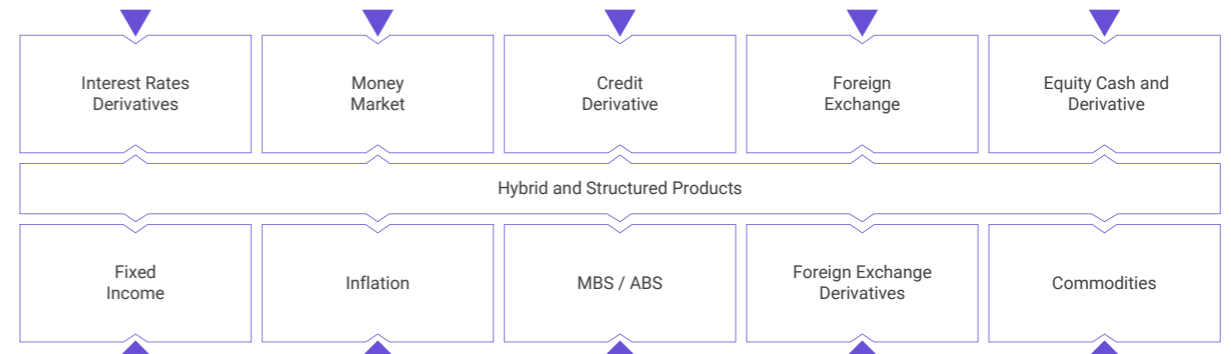 Interest Rates
Derivatives
Money
Market
Credit
Derivative
Foreign
Exchange
Equity Cash and
Derivative
Hybrid and Structured Products
Fixed
Income
Inflation
MBS / ABS
Foreign Exchange
Derivatives
Commodities